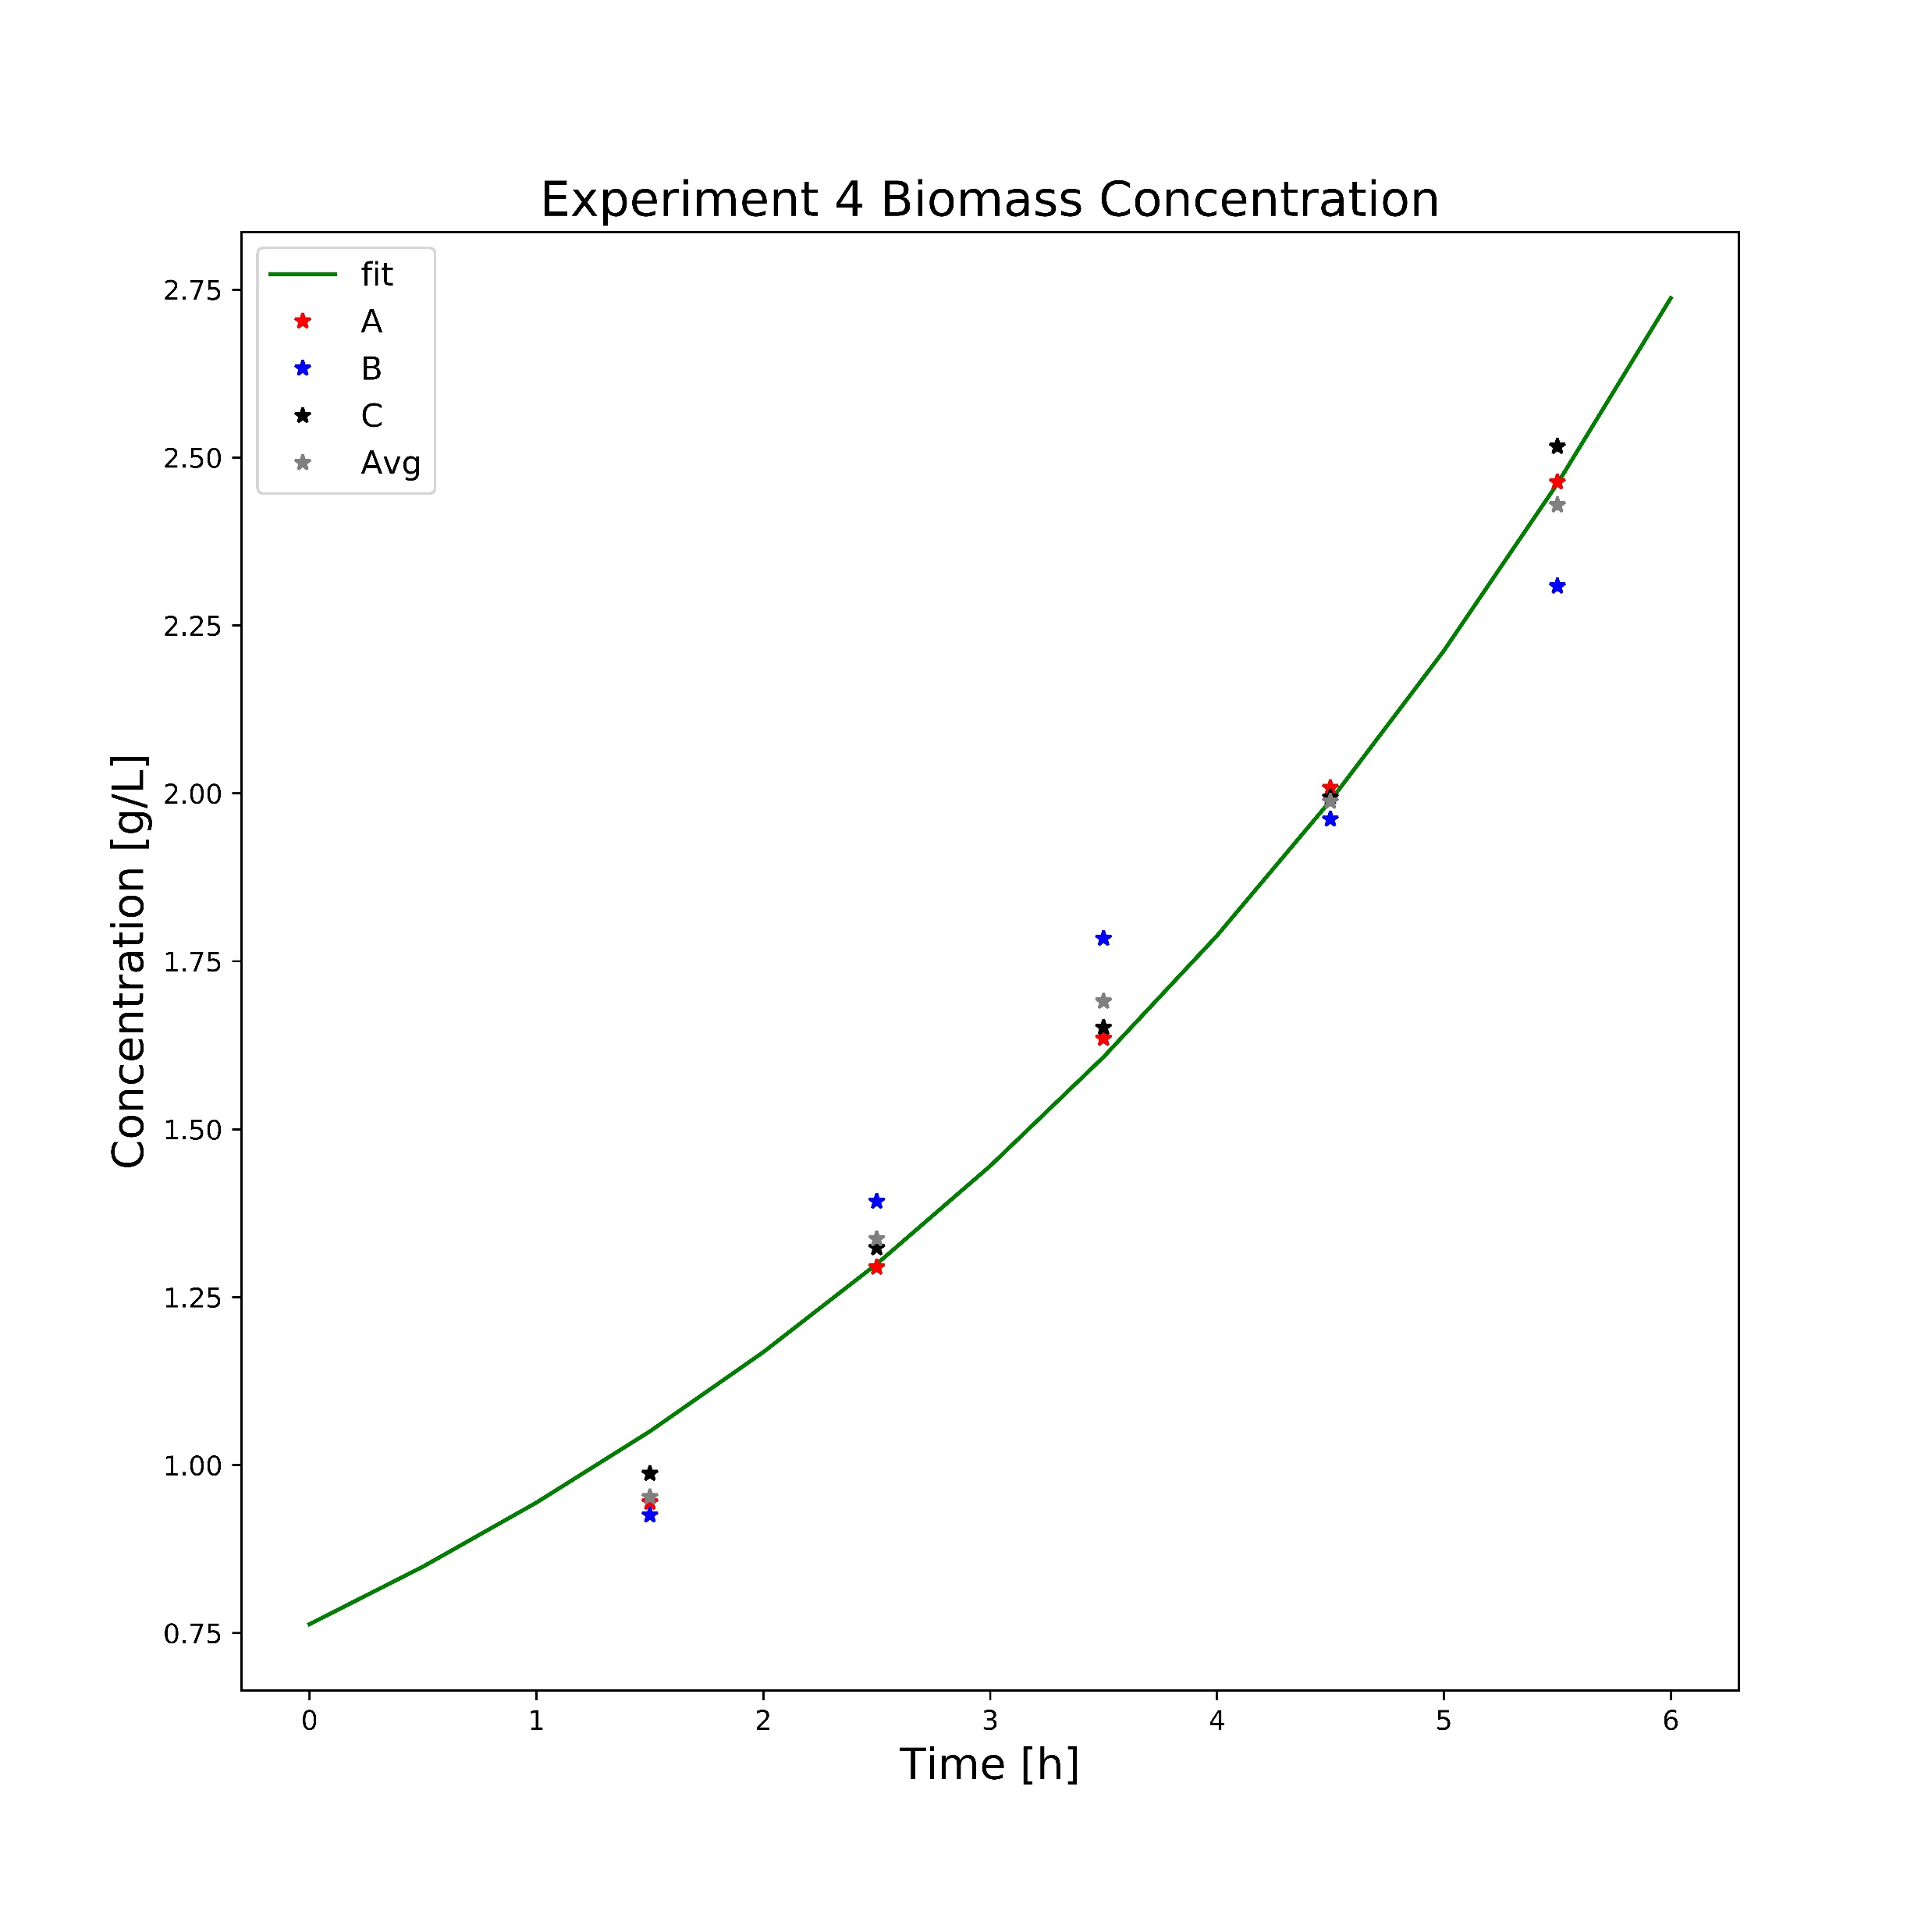 Experiment 4 Biomass Concentration
fit
A
B
C
Avg
2.75
2.50
2.25
2.00
1.75
1.50
1.25
1.00
0.75
Concentration [g/L]
0 1 2 3 4 5 6
Time [h]